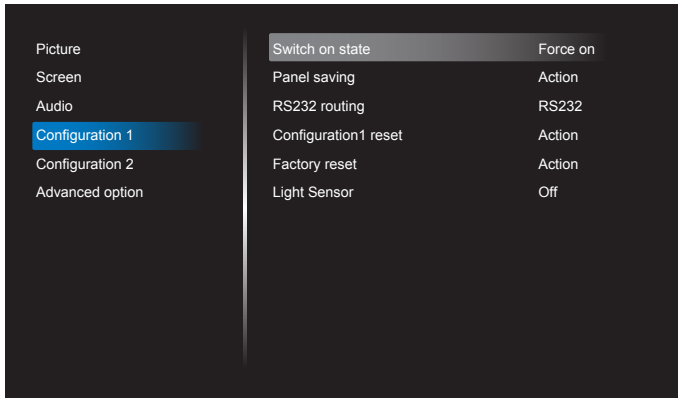 Picture
Screen
Audio
Configuration 1
Configuration 2
Advanced option
Switch on state Force on
Panel saving Action
RS232 routing RS232
Configuration1 reset Action
Factory reset Action
Light Sensor Off